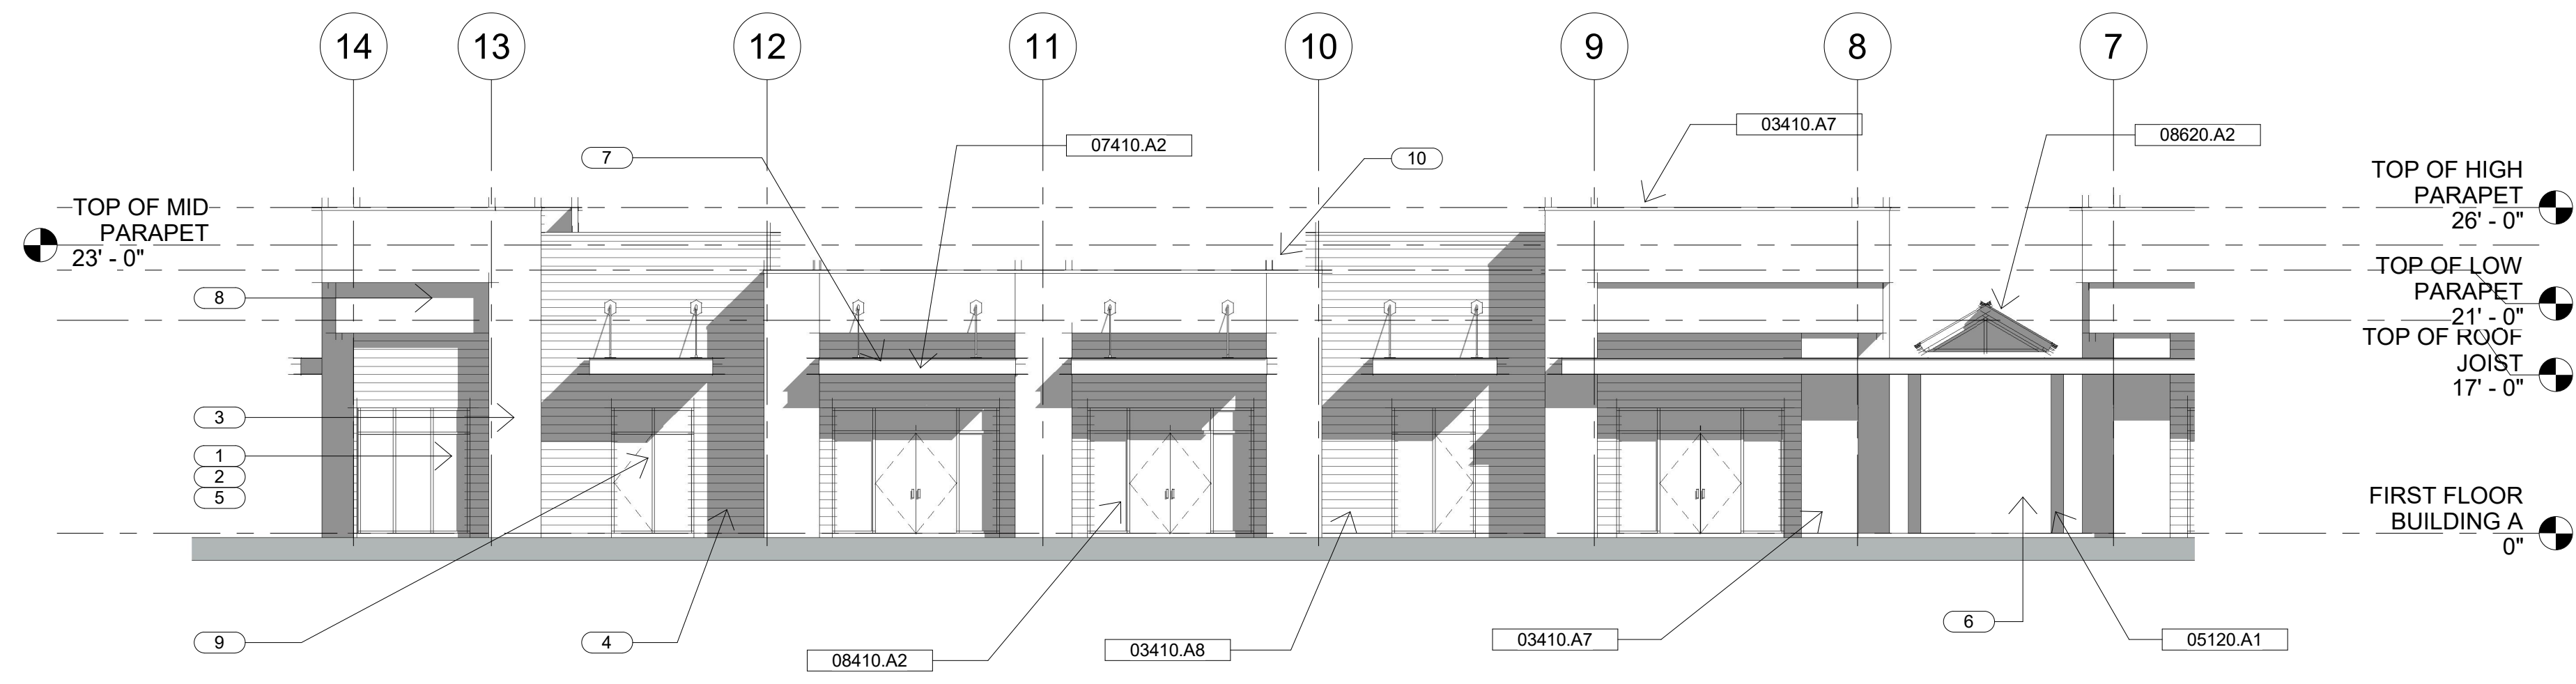 14
13
12
11
10
9
8
7
03410.A7
08620.A2
07410.A2
7
10
TOP OF HIGH
PARAPET
26' - 0"
TOP OF MID
PARAPET
23' - 0"
TOP OF LOW
PARAPET
21' - 0"
TOP OF ROOF
JOIST
17' - 0"
8
3
1
2
5
FIRST FLOOR
BUILDING A
0"
9
4
08410.A2
03410.A8
03410.A7
6
05120.A1